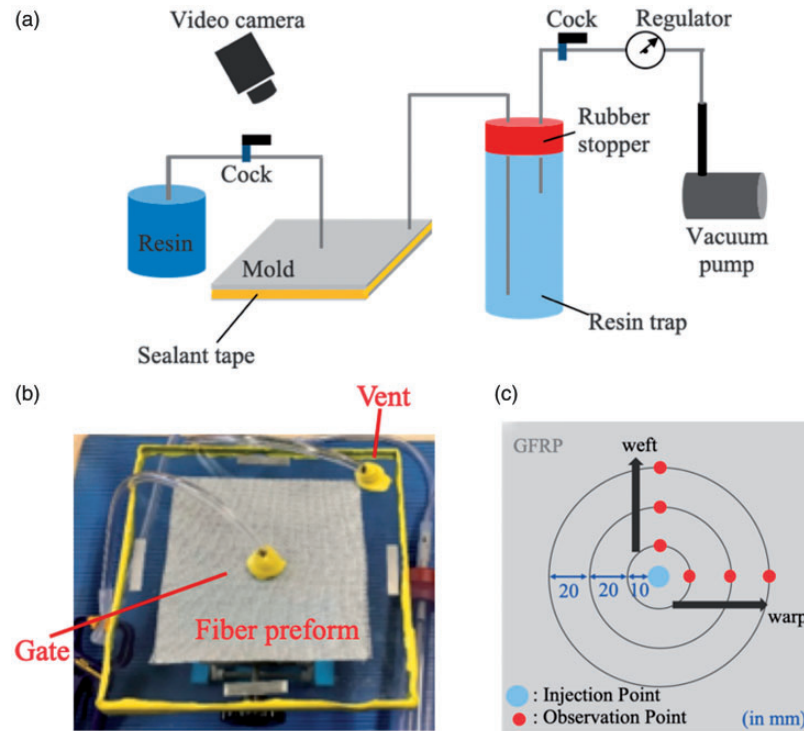 (a)
Video camera
Cock
Regulator
Cock
Rubber
stopper
Resin
Mold
Sealant tape
Vacuum
pump
Resin trap
(b)
Vent
Gate
Fiber preform
(c)
GFRP
weft
20
20
10
warp
: Injection Point
: Observation Point
(in mm)